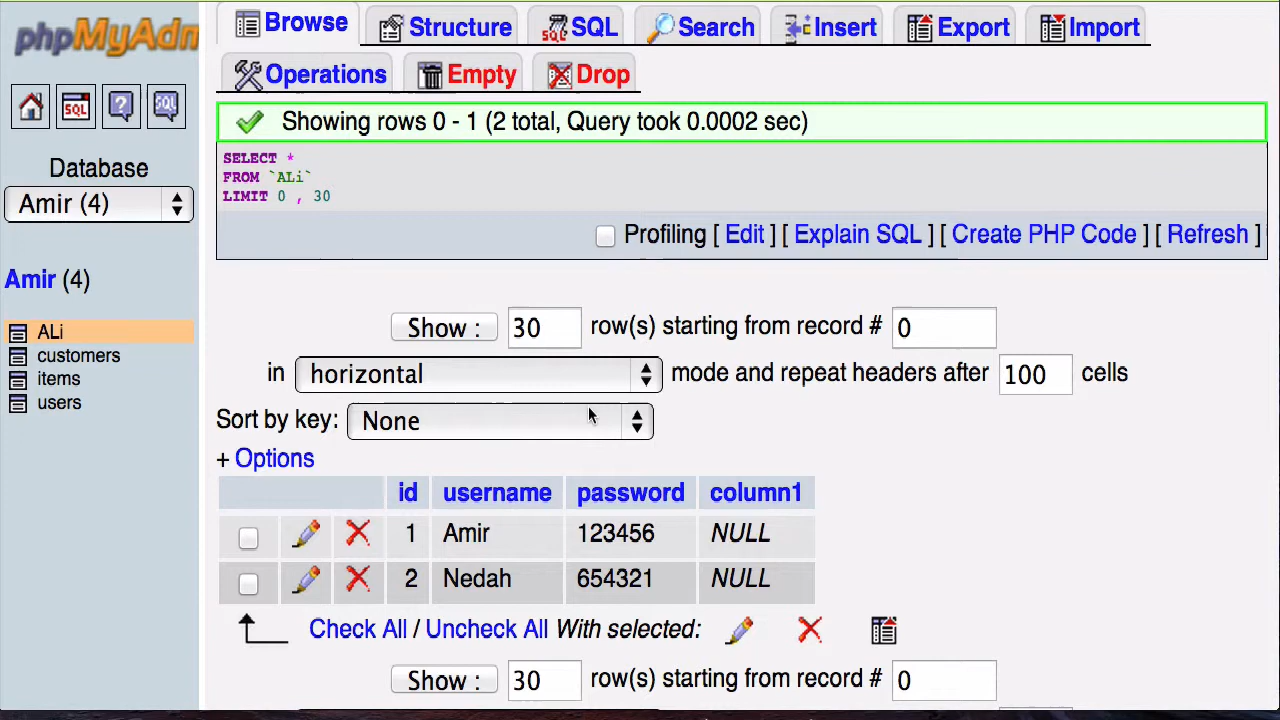 phpMyAdm
Browse Structure SQL Search Insert Export Import
Operations Empty Drop
SQL ? SQL
Database
Amir (4)
Amir (4)
ALi
customers
items
users
Showing rows 0 - 1 (2 total, Query took 0.0002 sec)
SELECT *
FROM `ALi`
LIMIT 0 , 30
Profiling [ Edit ] [ Explain SQL ] [ Create PHP Code ] [ Refresh ]
Show : 30 row(s) starting from record # 0
in horizontal mode and repeat headers after 100 cells
Sort by key: None
+ Options
id username password column1
1 Amir 123456 NULL
2 Nedah 654321 NULL
Check All / Uncheck All With selected:
Show : 30 row(s) starting from record # 0